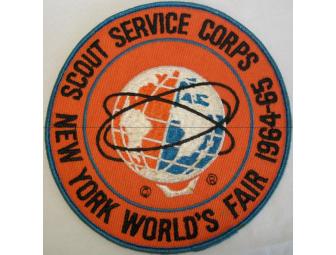 SCOUT SERVICE CORPS
NEW YORK WORLD'S FAIR 1964-65
© ®